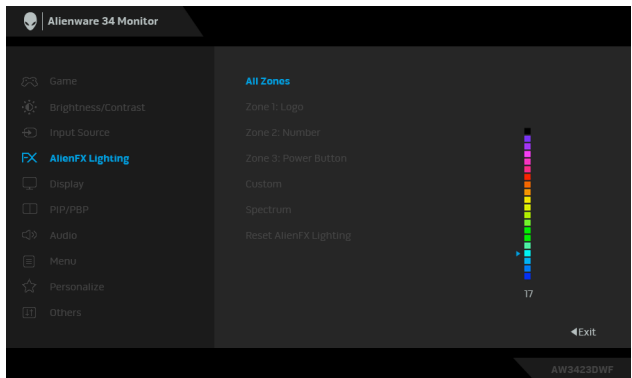 Alienware 34 Monitor
Game
Brightness/Contrast
Input Source
FX AlienFX Lighting
Display
PIP/PBP
Audio
Menu
Personalize
Others
All Zones
Zone 1: Logo
Zone 2: Number
Zone 3: Power Button
Custom
Spectrum
Reset AlienFX Lighting
17
Exit
AW3423DWF